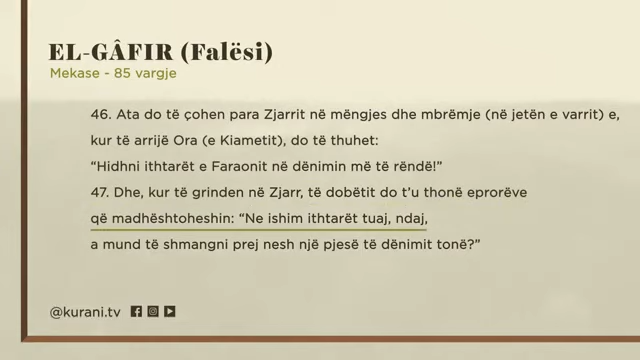 EL-GÂFIR (Falësi)
Mekase - 85 vargje
46. Ata do të çohen para Zjarrit në mëngjes dhe mbrëmje (në jetën e varrit) e,
kur të arrijë Ora (e Kiametit), do të thuhet:
“Hidhni ithtarët e Faraonit në dënimin më të rëndë!”
47. Dhe, kur të grinden në Zjarr, të dobëtit do t’u thonë eprorëve
që madhështoheshin: “Ne ishim ithtarët tuaj, ndaj,
a mund të shmangni prej nesh një pjesë të dënimit tonë?”
@kurani.tv